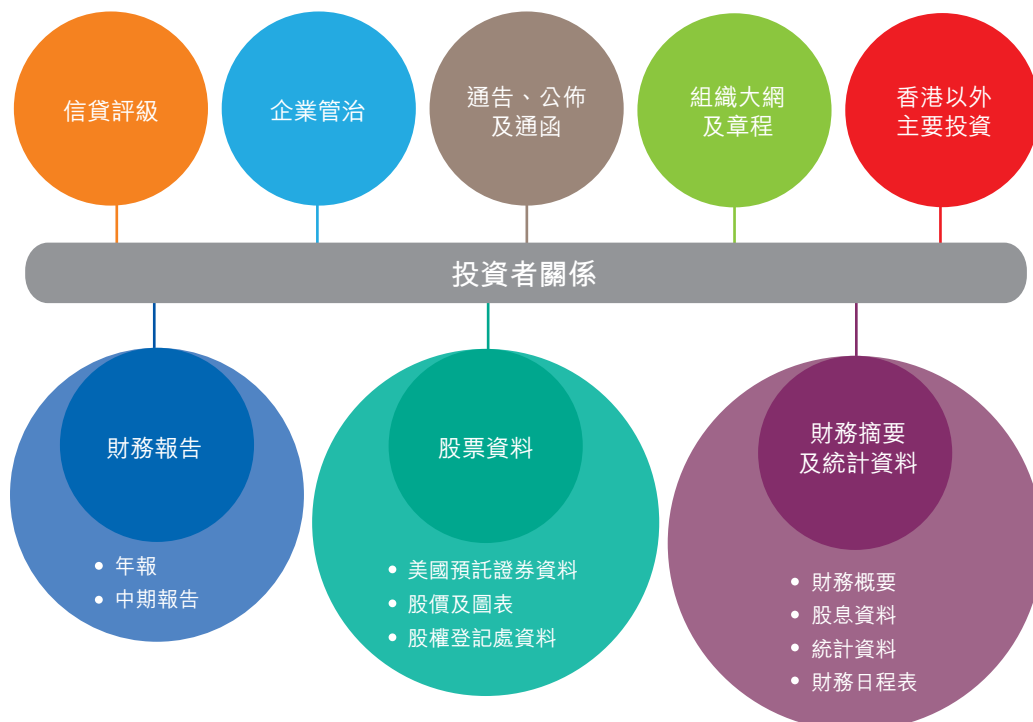 信貸評級
企業管治
通告、公佈
及通函
組織大網
及章程
香港以外
主要投資
投資者關係
財務報告
• 年報
• 中期報告
股票資料
• 美國預託證券資料
• 股價及圖表
• 股權登記處資料
財務摘要
及統計資料
• 財務概要
• 股息資料
• 統計資料
• 財務日程表